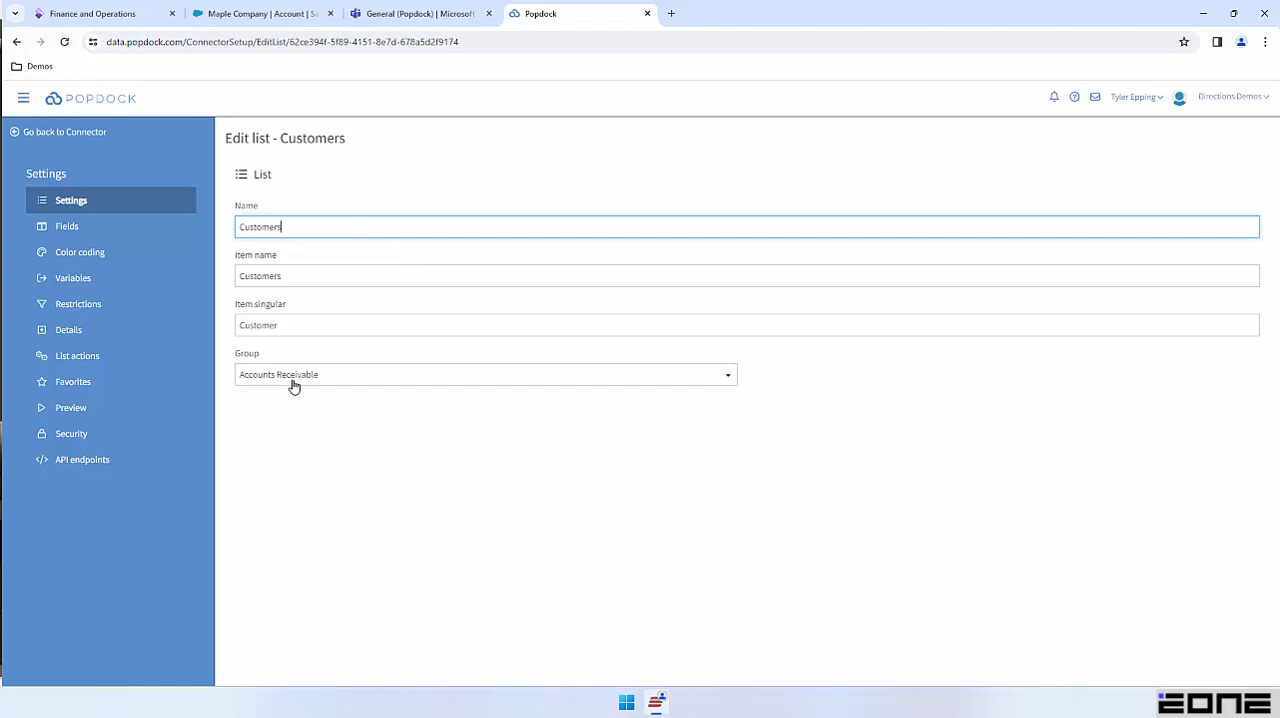 Finance and Operations
Maple Company | Account | Sa
General (Popdock) | Microsoft
Popdock
data.popdock.com/ConnectorSetup/EditList/62ce394f-5f89-4151-8e7d-678a5d2f9174
Demos
POPDOCK
Tyler Epping
Directions Demos
Go back to Connector
Edit list - Customers
Settings
List
Settings
Name
Fields
Customers
Color coding
Item name
Variables
Customers
Restrictions
Item singular
Details
Customer
List actions
Group
Favorites
Accounts Receivable
Preview
Security
API endpoints
eone